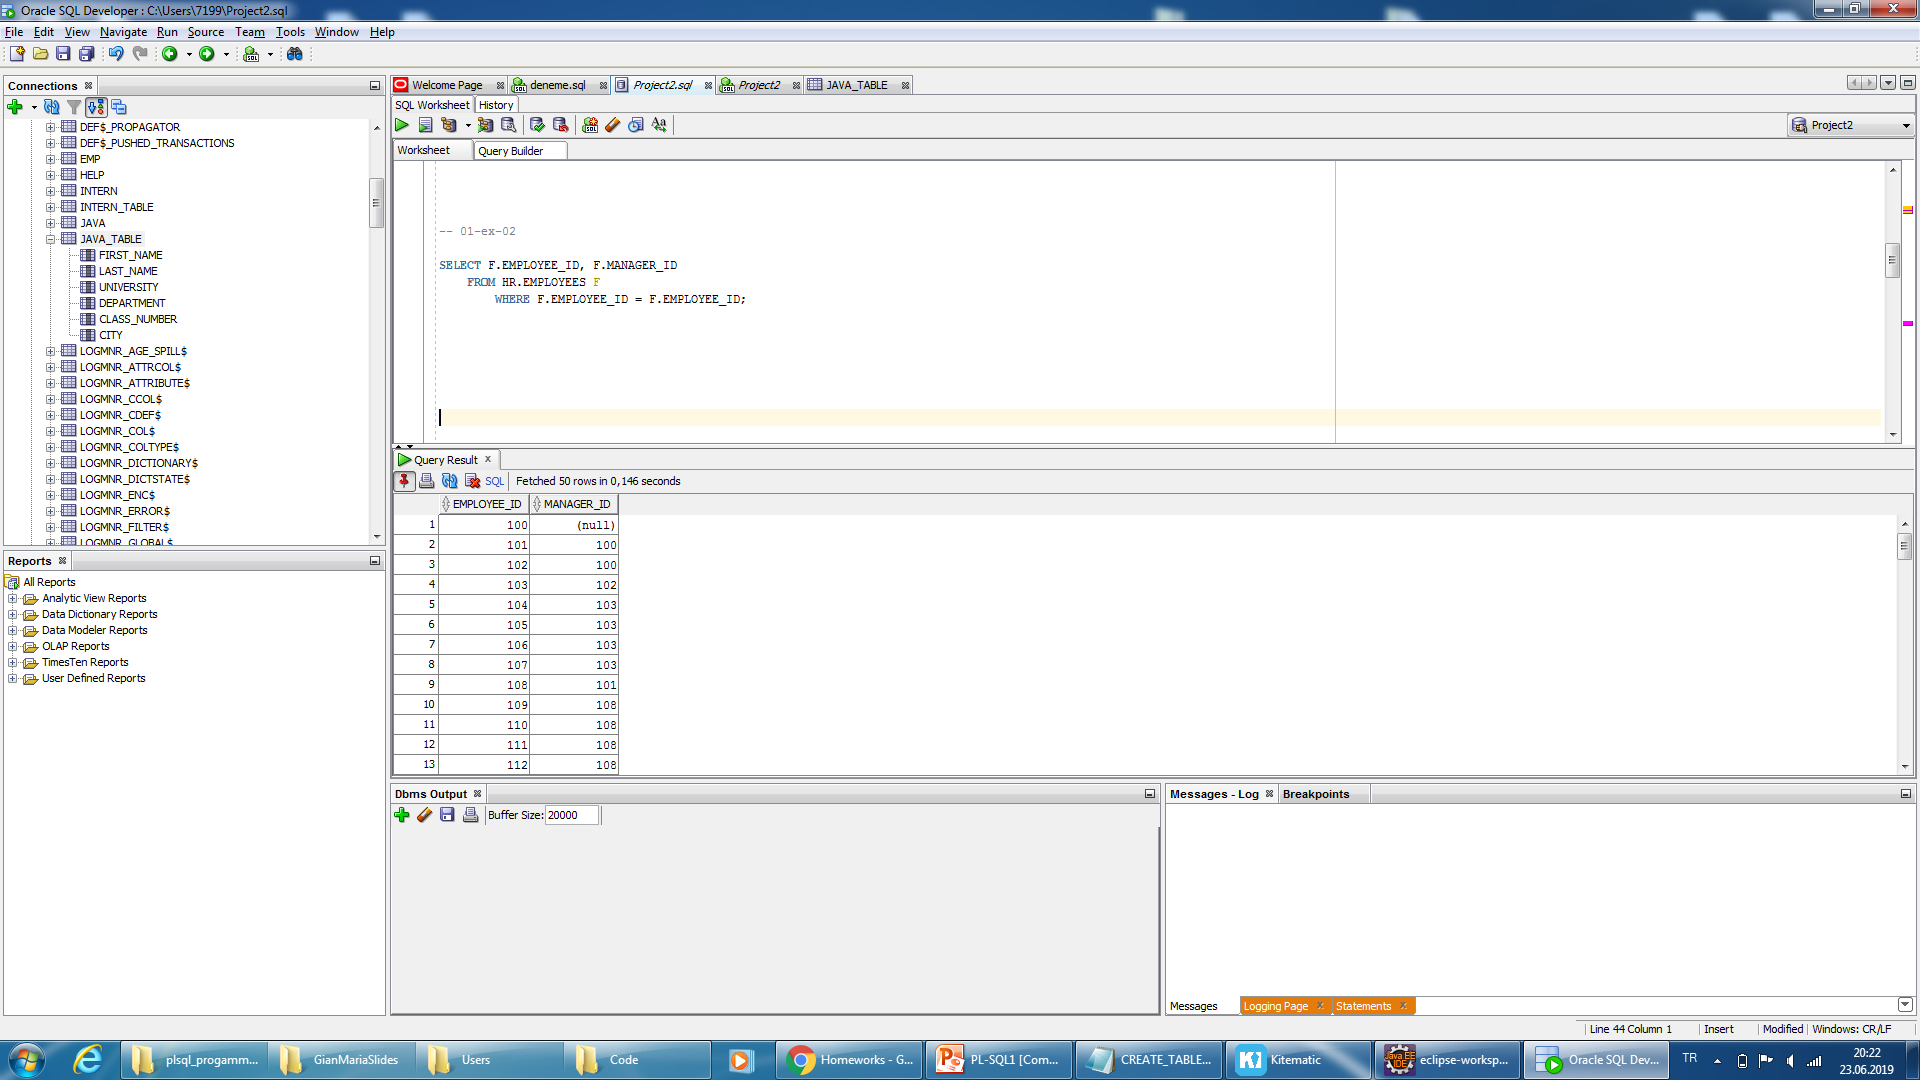 Oracle SQL Developer : C:\Users\7199\Project2.sql
File Edit View Navigate Run Source Team Tools Window Help
Connections
DEF$_PROPAGATOR
DEF$_PUSHED_TRANSACTIONS
EMP
HELP
INTERN
INTERN_TABLE
JAVA
JAVA_TABLE
FIRST_NAME
LAST_NAME
UNIVERSITY
DEPARTMENT
CLASS_NUMBER
CITY
LOGMNR_AGE_SPILL$
LOGMNR_ATTRCOL$
LOGMNR_ATTRIBUTE$
LOGMNR_CCOL$
LOGMNR_CDEF$
LOGMNR_COL$
LOGMNR_COLTYPE$
LOGMNR_DICTIONARY$
LOGMNR_DICTSTATE$
LOGMNR_ENC$
LOGMNR_ERROR$
LOGMNR_FILTER$
LOGMNR_GLOBAL$
Reports
All Reports
Analytic View Reports
Data Dictionary Reports
Data Modeler Reports
OLAP Reports
TimesTen Reports
User Defined Reports
Welcome Page deneme.sql Project2.sql Project2 JAVA_TABLE
SQL Worksheet History
Project2
Worksheet Query Builder
-- 01-ex-02
SELECT F.EMPLOYEE_ID, F.MANAGER_ID
FROM HR.EMPLOYEES F
WHERE F.EMPLOYEE_ID = F.EMPLOYEE_ID;
Query Result
SQL Fetched 50 rows in 0,146 seconds
EMPLOYEE_ID MANAGER_ID
1 100 (null)
2 101 100
3 102 100
4 103 102
5 104 103
6 105 103
7 106 103
8 107 103
9 108 101
10 109 108
11 110 108
12 111 108
13 112 108
Dbms Output
Buffer Size: 20000
Messages - Log Breakpoints
Messages Logging Page Statements
Line 44 Column 1 Insert Modified Windows: CR/LF
plsql_progamm... GianMariaSlides Users Code Homeworks - G... PL-SQL1 [Com... CREATE_TABLE... Kitematic eclipse-worksp... Oracle SQL Dev... TR 20:22
23.06.2019